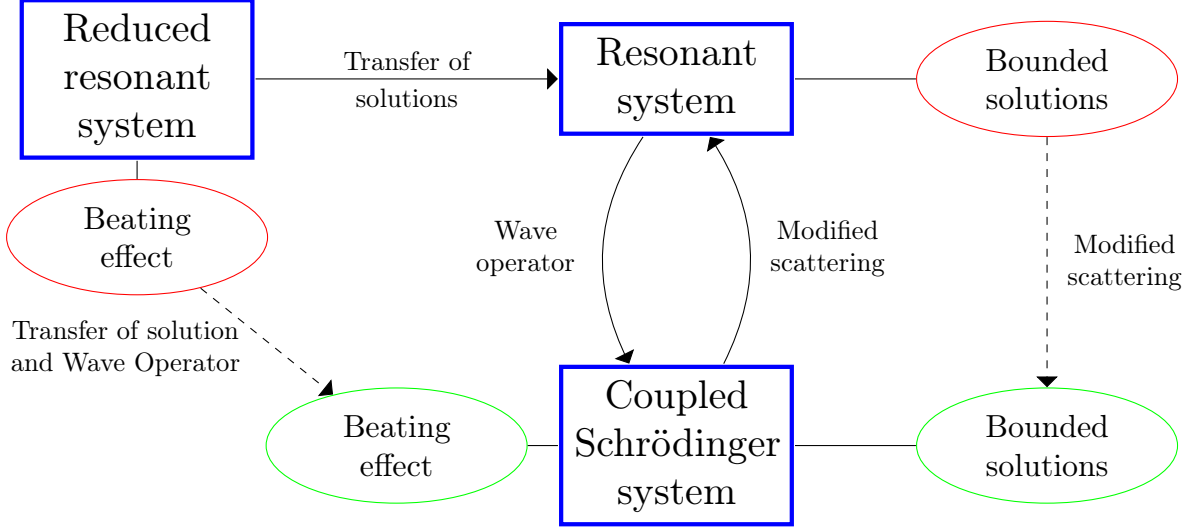 Reduced
resonant
system
Transfer of
solutions
Resonant
system
Bounded
solutions
Beating
effect
Wave
operator
Modified
scattering
Modified
scattering
Transfer of solution
and Wave Operator
Beating
effect
Coupled
Schrödinger
system
Bounded
solutions